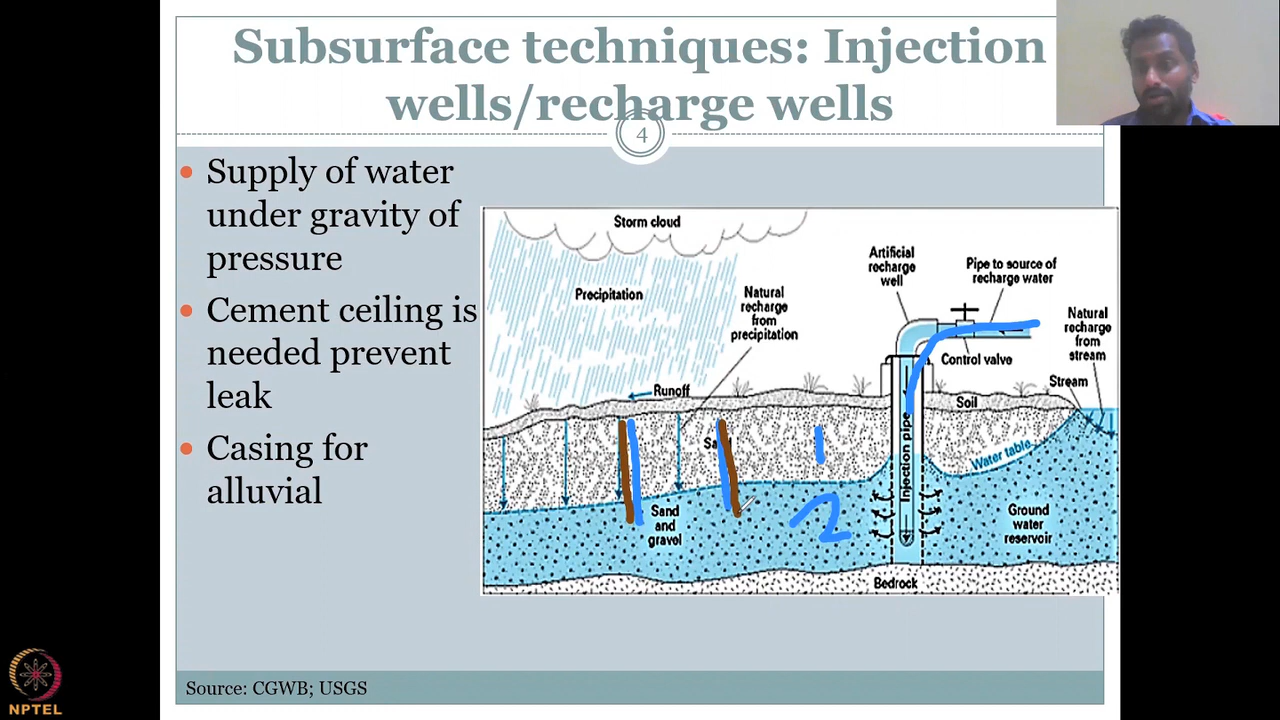 Subsurface techniques: Injection
wells/recharge wells
4
• Supply of water
under gravity of
pressure
• Cement ceiling is
needed prevent
leak
• Casing for
alluvial
Storm cloud
Precipitation
Natural
recharge
from
precipitation
Artificial
recharge
well
Pipe to source of
recharge water
Natural
recharge
from
stream
Control valve
Stream
Runoff
Soil
1
Injection pipe
Water table
2
Sand
and
gravel
Ground
water
reservoir
Bedrock
Source: CGWB; USGS
NPTEL